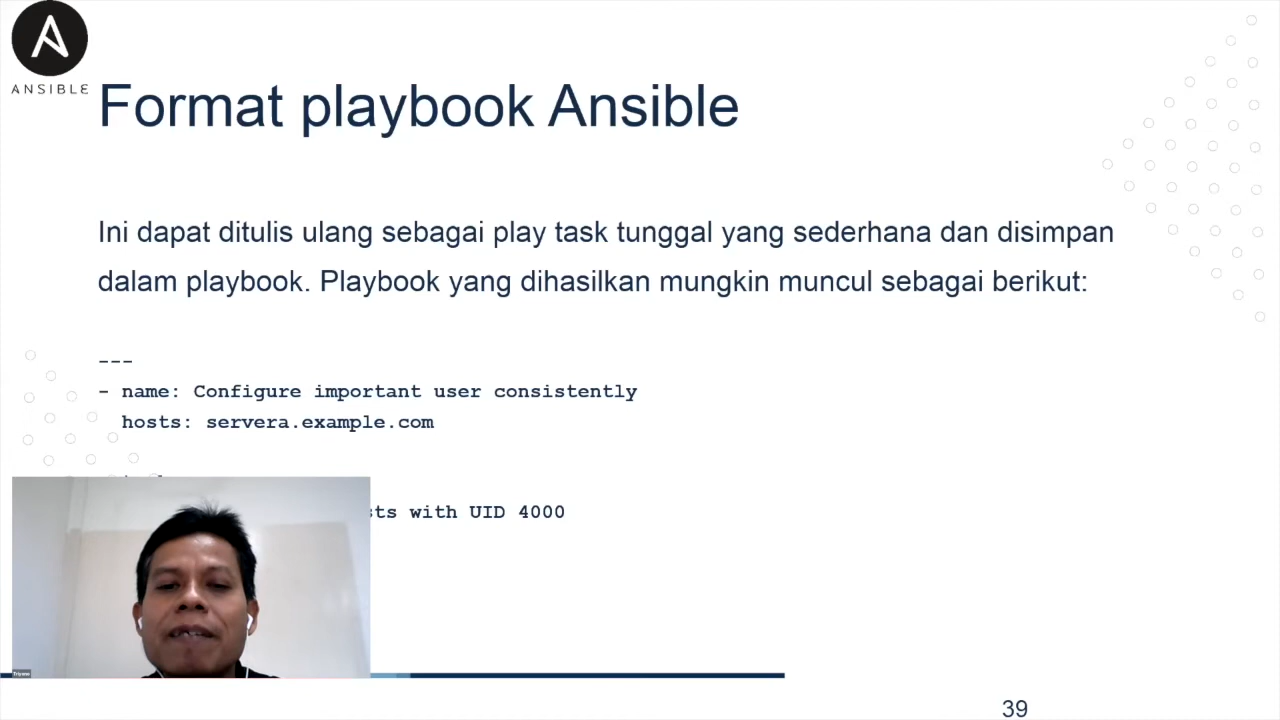 ANSIBLE
Format playbook Ansible
Ini dapat ditulis ulang sebagai play task tunggal yang sederhana dan disimpan
dalam playbook. Playbook yang dihasilkan mungkin muncul sebagai berikut:
---
- name: Configure important user consistently
hosts: servera.example.com
with UID 4000
39